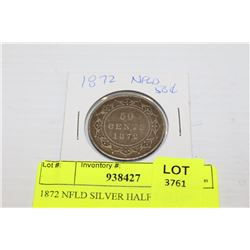 1872 NFLD
50¢
50
CENTS
1872
Lot #:
Inventory #:
938427
LOT
3761
1872 NFLD SILVER HALF